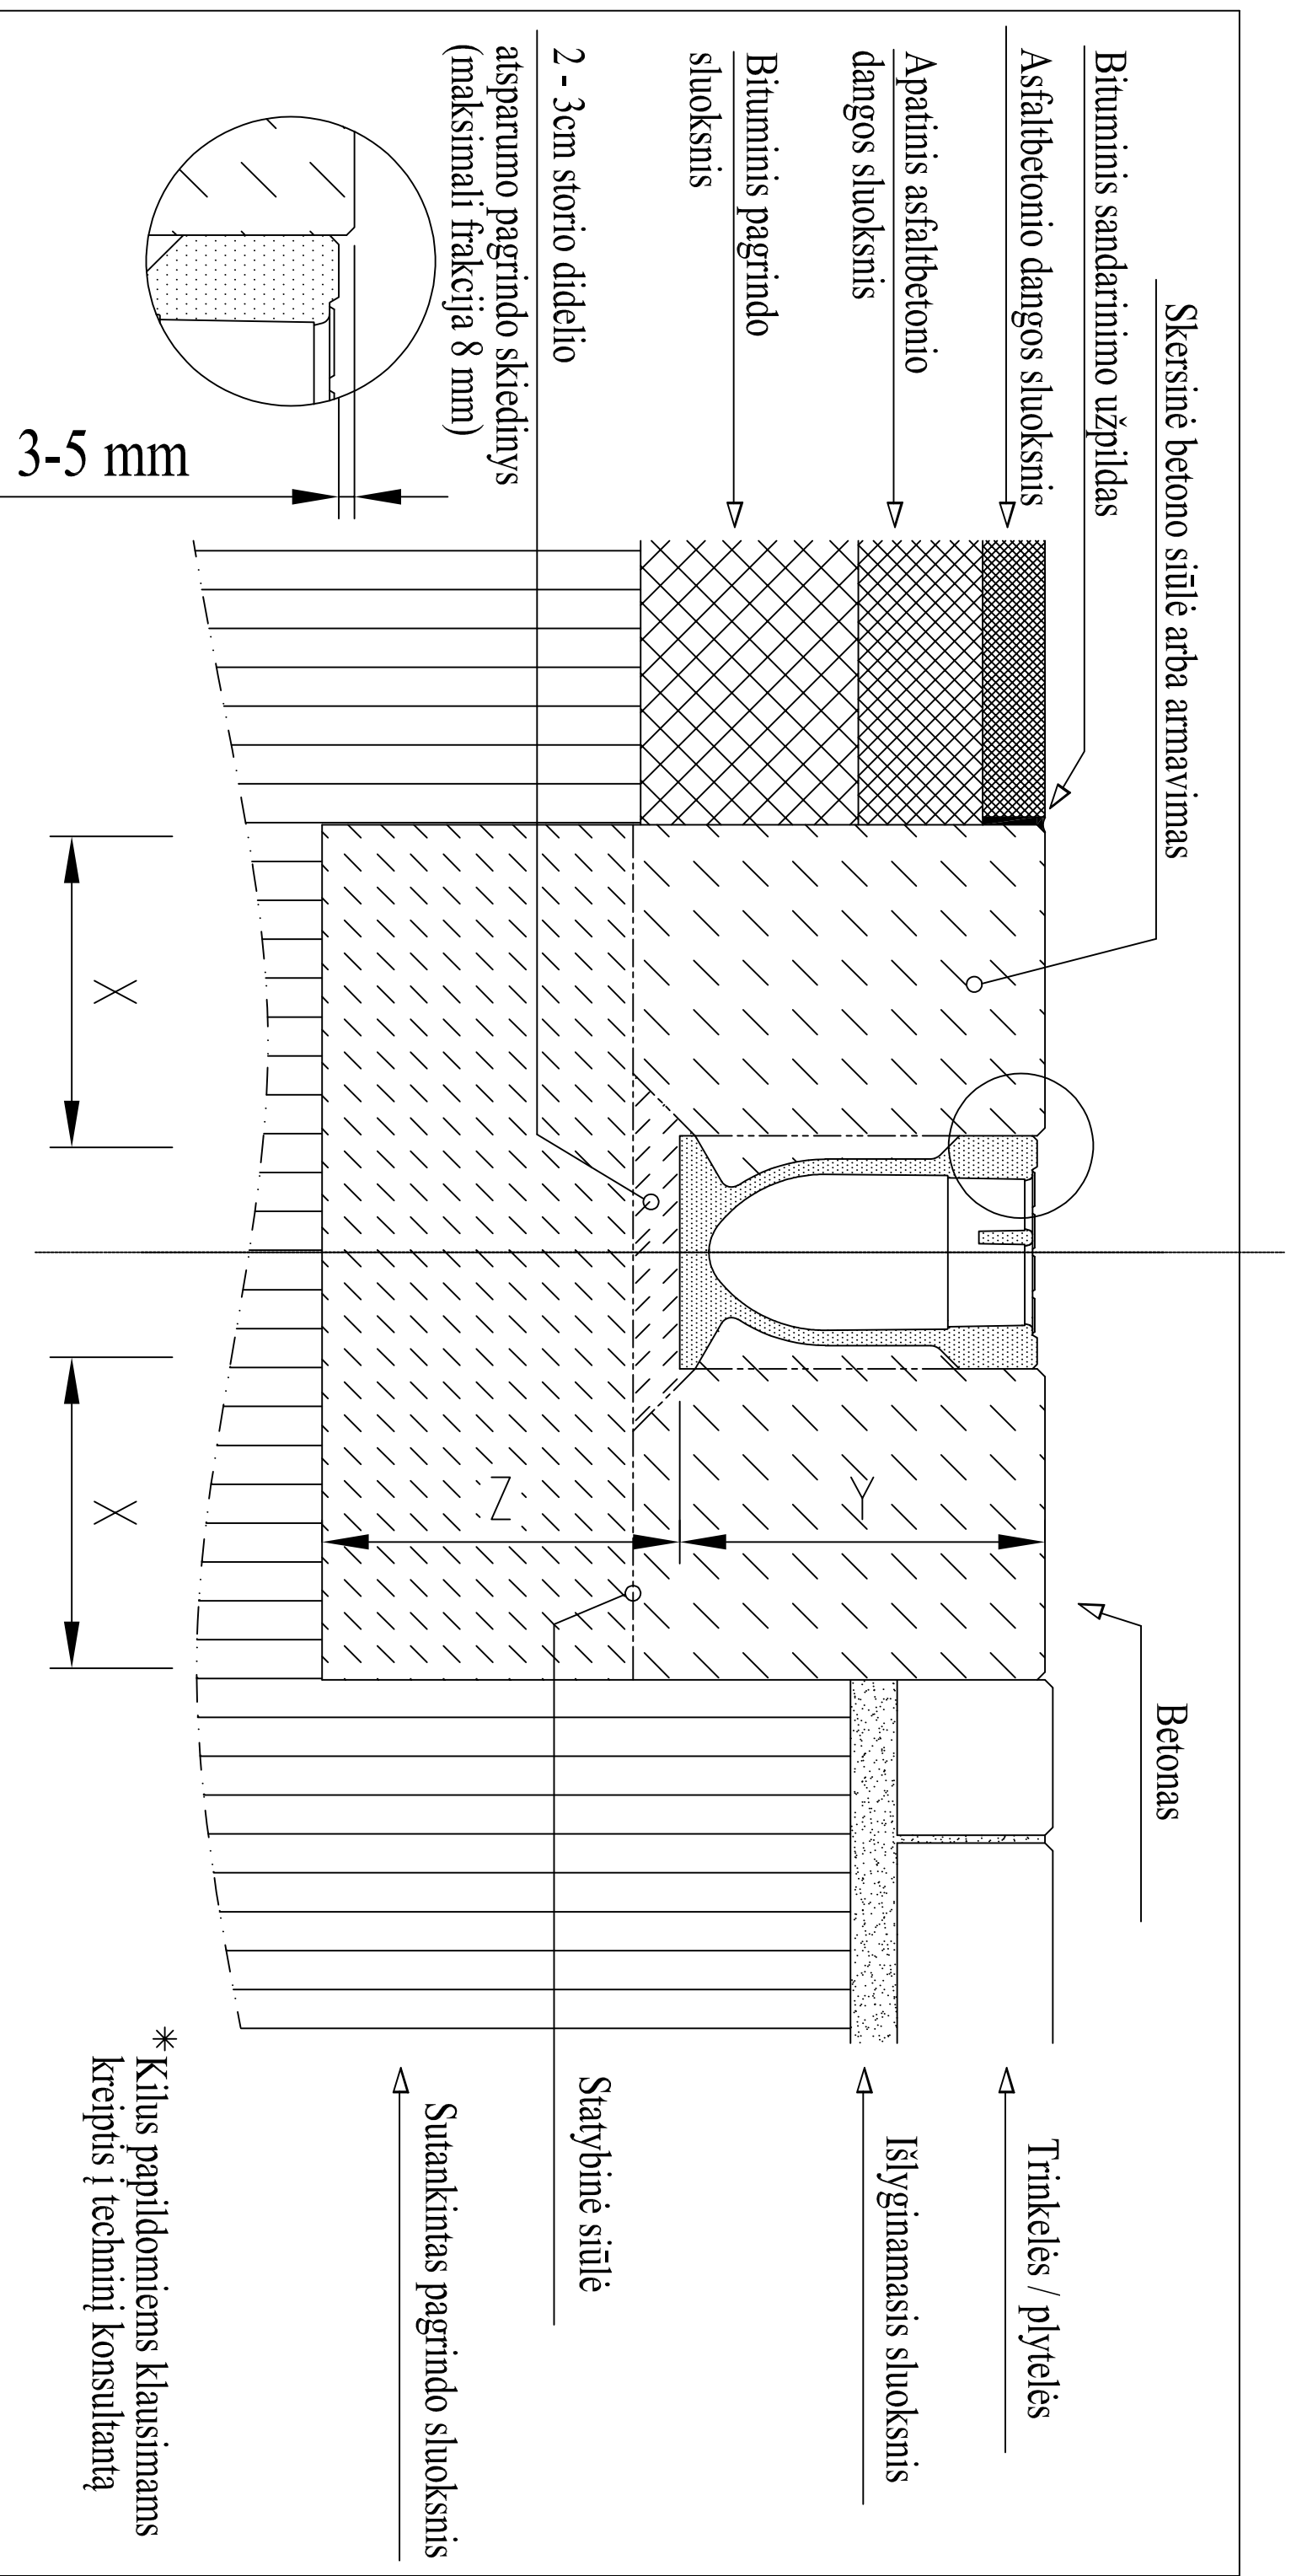 Skersinė betono siūlė arba armavimas
Bituminis sandarinimo užpildas
Asfaltbetonio dangos sluoksnis
Apatinis asfaltbetonio
dangos sluoksnis
Bituminis pagrindo
sluoksnis
2 - 3cm storio didelio
atsparumo pagrindo skiedinys
(maksimali frakcija 8 mm)
3-5 mm
Betonas
Trinkelės / plytelės
Išlyginamasis sluoksnis
Statybinė siūlė
Sutankintas pagrindo sluoksnis
Y
Z
X
X
*Kilus papildomiems klausimams
kreiptis į techninį konsultantą